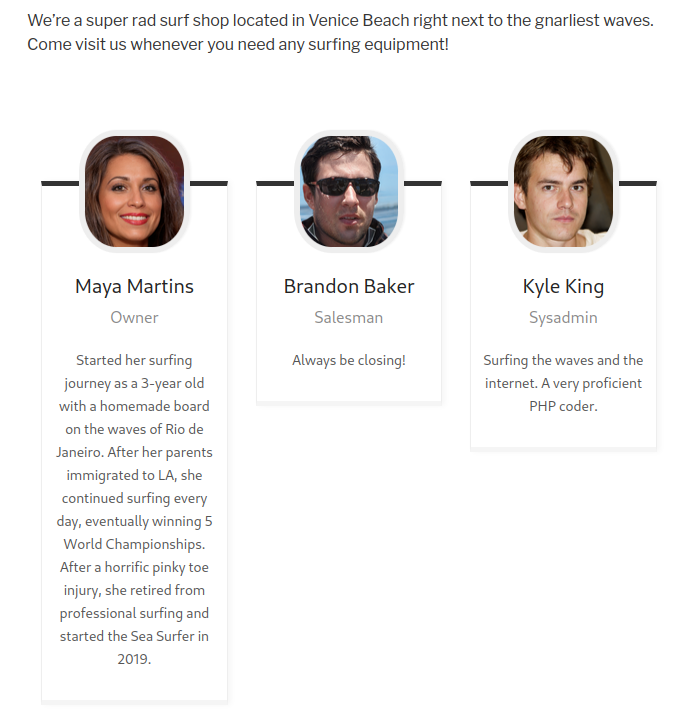 We’re a super rad surf shop located in Venice Beach right next to the gnarliest waves.
Come visit us whenever you need any surfing equipment!
Maya Martins
Owner
Started her surfing
journey as a 3-year old
with a homemade board
on the waves of Rio de
Janeiro. After her parents
immigrated to LA, she
continued surfing every
day, eventually winning 5
World Championships.
After a horrific pinky toe
injury, she retired from
professional surfing and
started the Sea Surfer in
2019.
Brandon Baker
Salesman
Always be closing!
Kyle King
Sysadmin
Surfing the waves and the
internet. A very proficient
PHP coder.